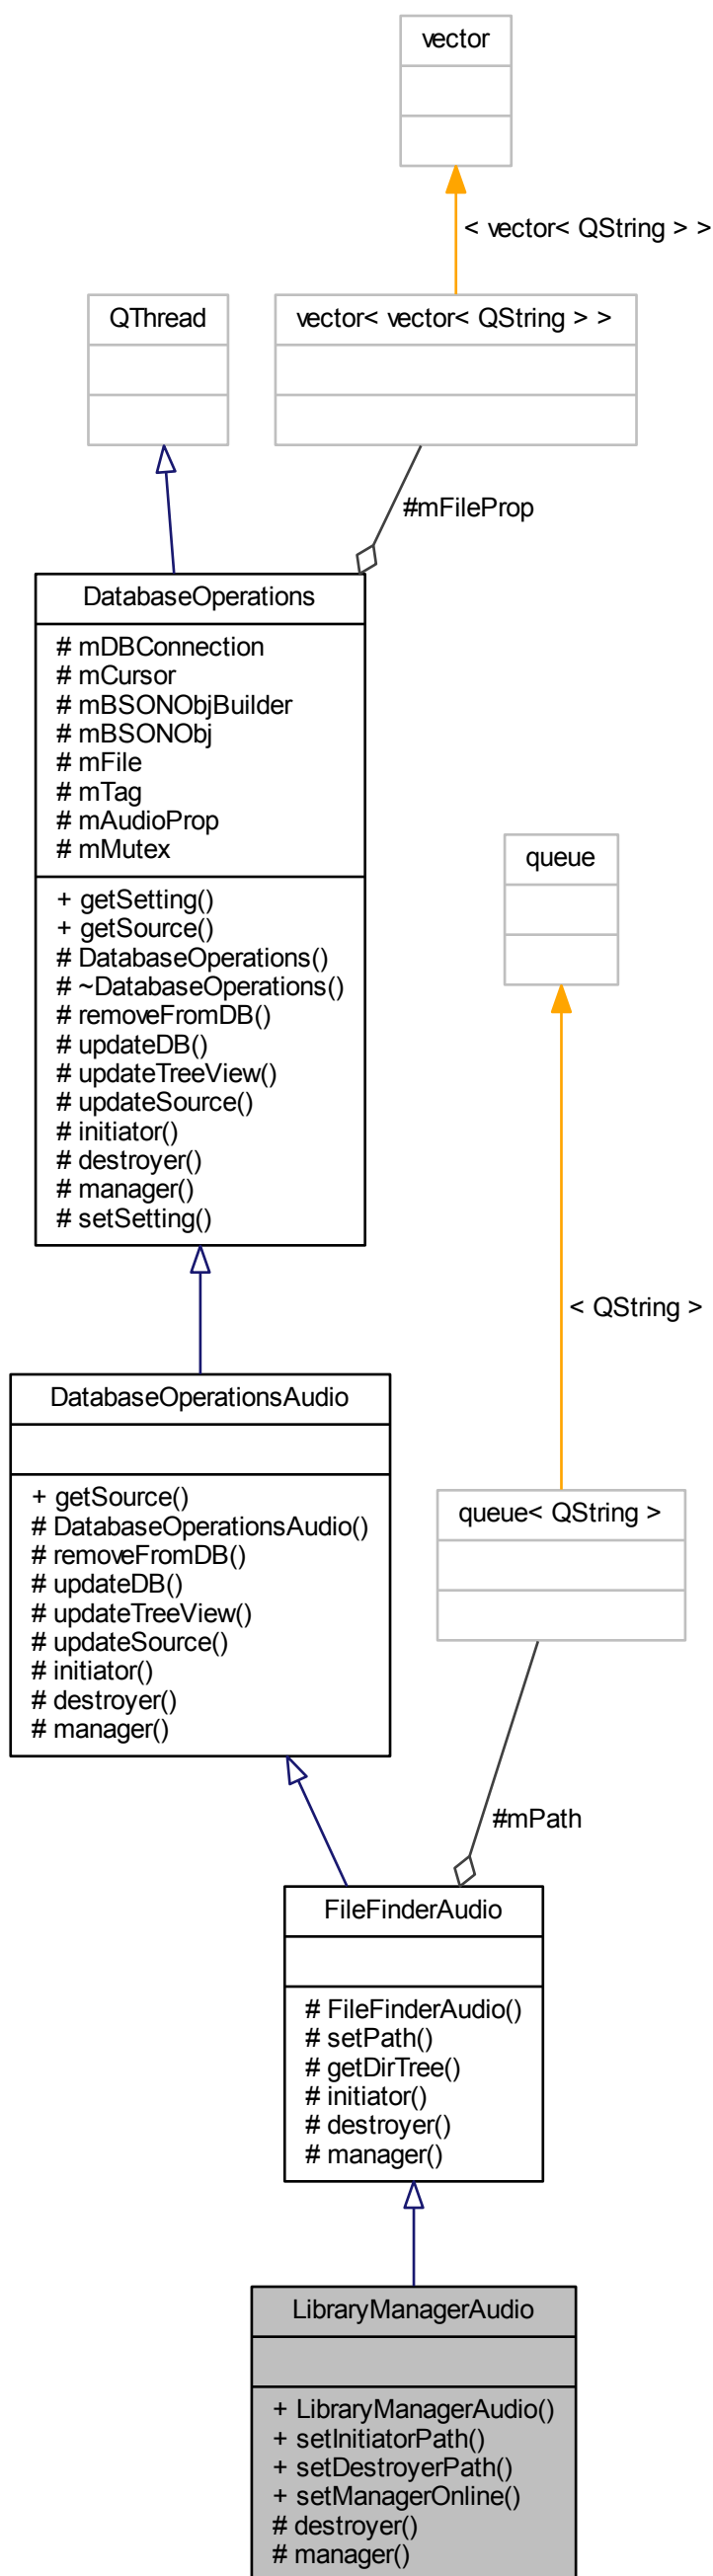 vector
< vector< QString > >
QThread
vector< vector< QString > >
#mFileProp
DatabaseOperations
# mDBConnection
# mCursor
# mBSONObjBuilder
# mBSONObj
# mFile
# mTag
# mAudioProp
# mMutex
+ getSetting()
+ getSource()
# DatabaseOperations()
# ~DatabaseOperations()
# removeFromDB()
# updateDB()
# updateTreeView()
# updateSource()
# initiator()
# destroyer()
# manager()
# setSetting()
queue
< QString >
DatabaseOperationsAudio
+ getSource()
# DatabaseOperationsAudio()
# removeFromDB()
# updateDB()
# updateTreeView()
# updateSource()
# initiator()
# destroyer()
# manager()
queue< QString >
#mPath
FileFinderAudio
# FileFinderAudio()
# setPath()
# getDirTree()
# initiator()
# destroyer()
# manager()
LibraryManagerAudio
+ LibraryManagerAudio()
+ setInitiatorPath()
+ setDestroyerPath()
+ setManagerOnline()
# destroyer()
# manager()